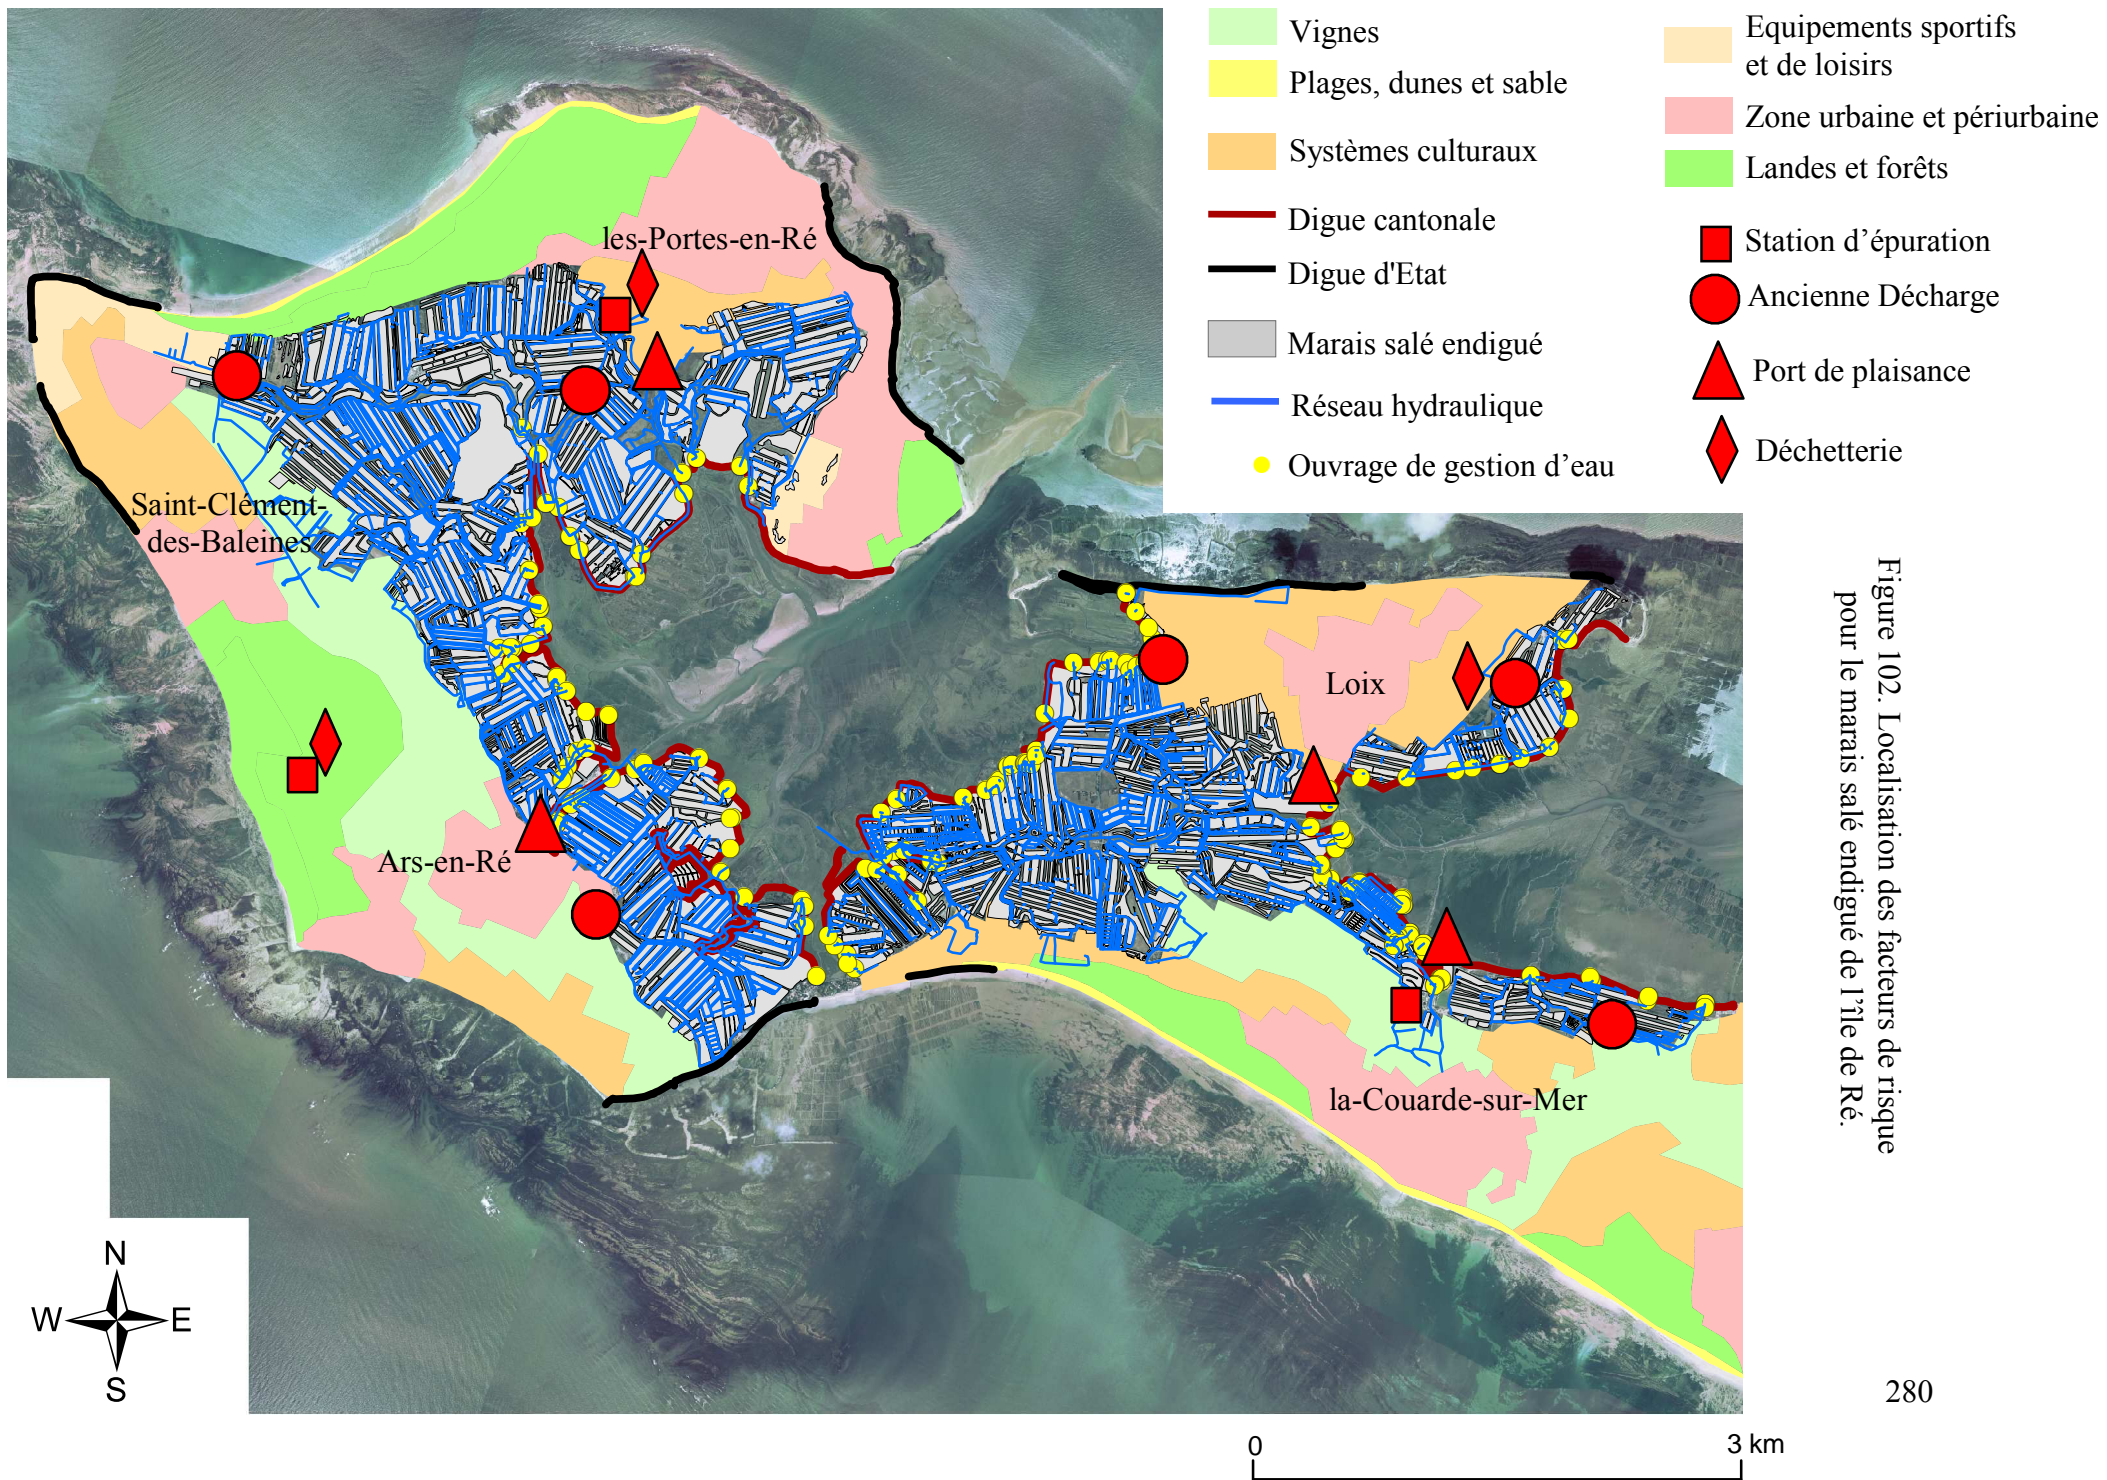 Vignes
Plages, dunes et sable
Systèmes culturaux
Digue cantonale
Digue d'Etat
Marais salé endigué
Réseau hydraulique
Ouvrage de gestion d’eau
Equipements sportifs
et de loisirs
Zone urbaine et périurbaine
Landes et forêts
Station d’épuration
Ancienne Décharge
Port de plaisance
Déchetterie
les-Portes-en-Ré
Saint-Clément-
des-Baleines
Loix
Ars-en-Ré
la-Couarde-sur-Mer
N
W E
S
0 3 km
Figure 102. Localisation des facteurs de risque
pour le marais salé endigué de l’île de Ré.
280